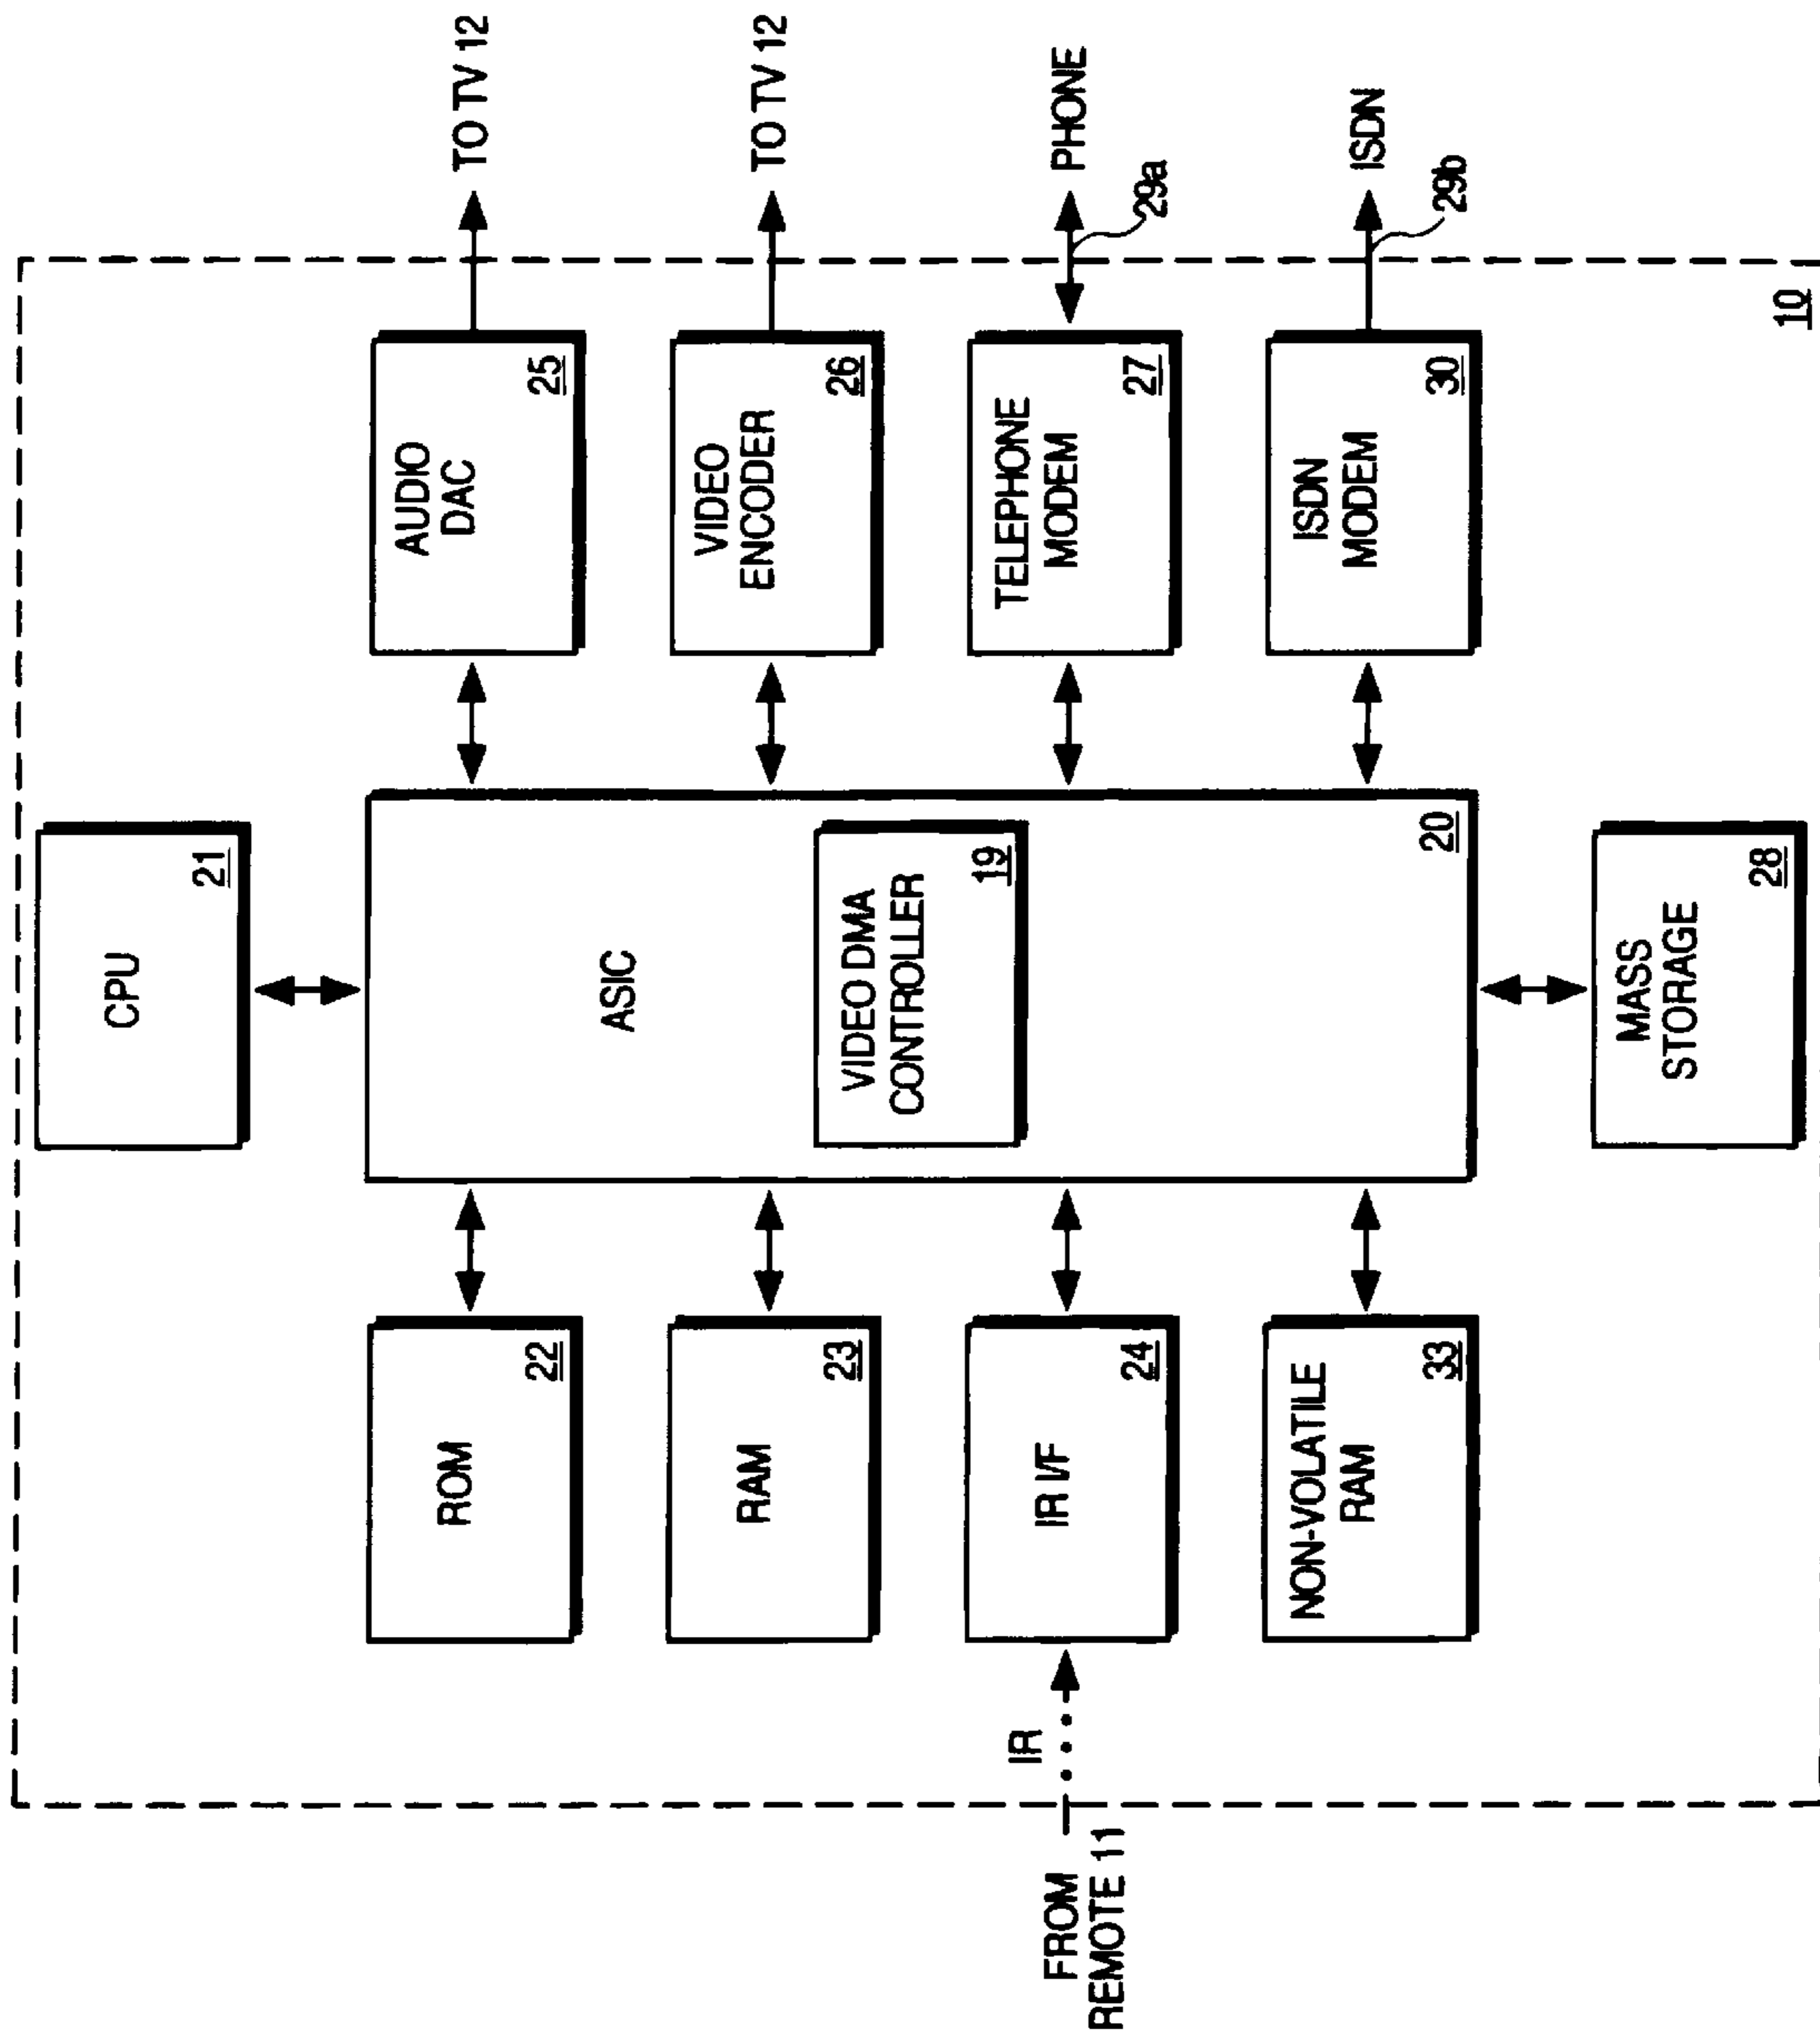 CPU
21
ROM
22
RAM
23
FROM
REMOTE 11
IR
IR I/F
24
NON-VOLATILE
RAM
33
ASIC
VIDEO DMA
CONTROLLER
19
20
AUDIO
DAC
25
TO TV 12
VIDEO
ENCODER
26
TO TV 12
TELEPHONE
MODEM
27
PHONE
29a
ISDN
MODEM
30
ISDN
29b
MASS
STORAGE
28
10